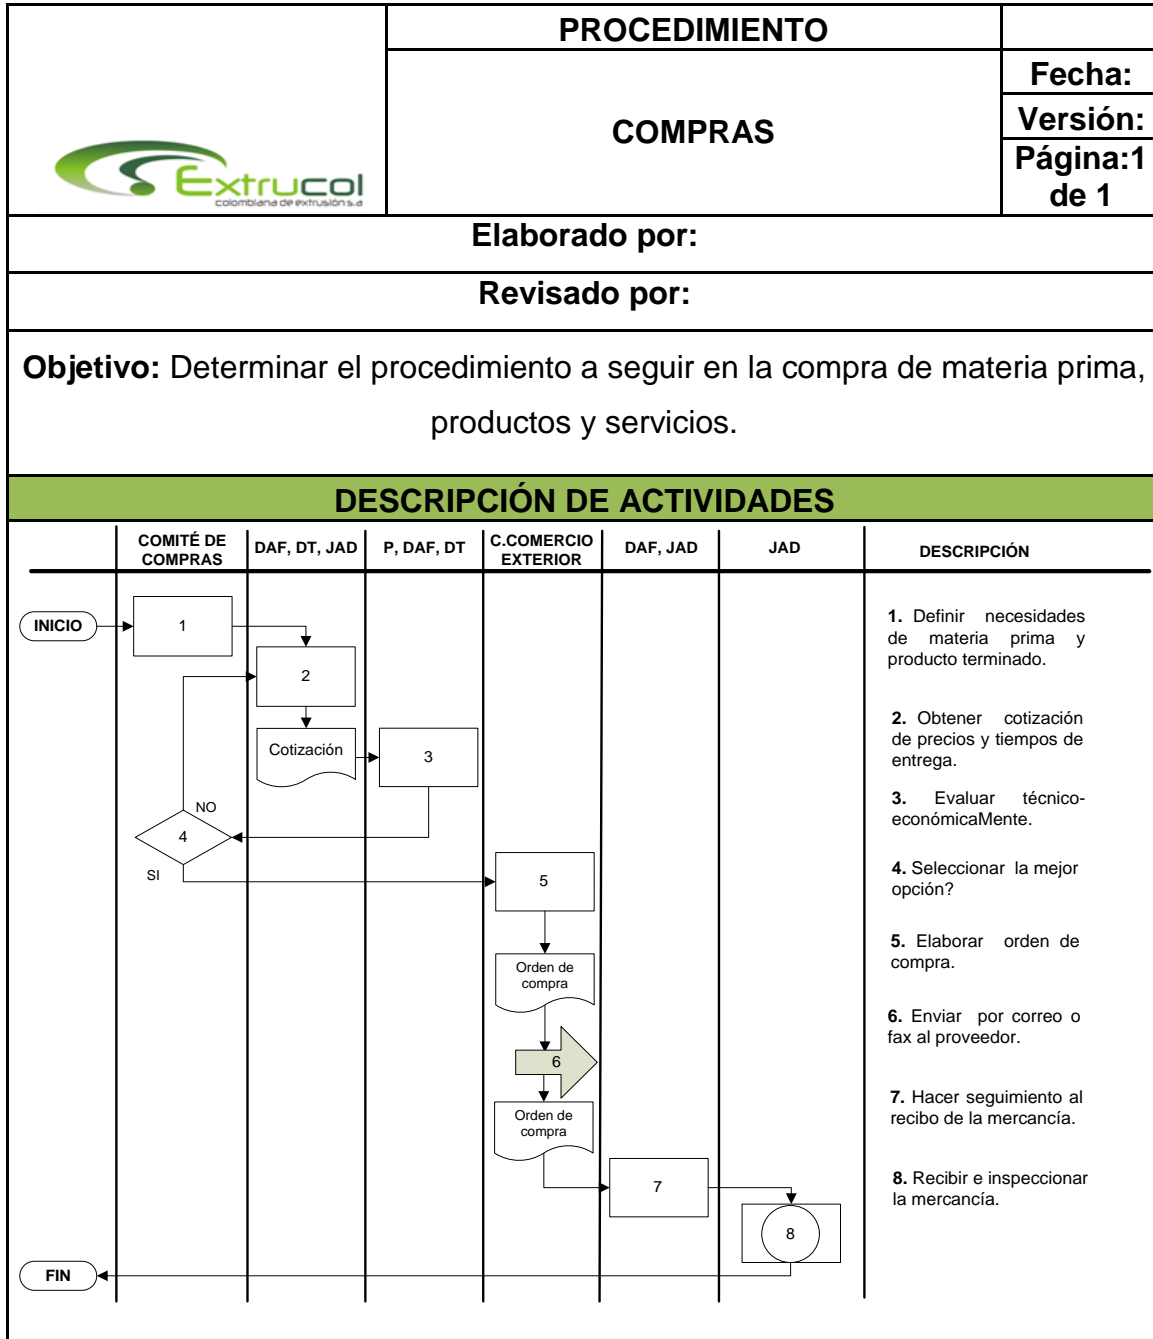 PROCEDIMIENTO
COMPRAS
Fecha:
Versión:
Página:1
de 1
Extrucol
colombiana de extrusión s.a
Elaborado por:
Revisado por:
Objetivo: Determinar el procedimiento a seguir en la compra de materia prima,
productos y servicios.
DESCRIPCIÓN DE ACTIVIDADES
COMITÉ DE
COMPRAS
DAF, DT, JAD
P, DAF, DT
C.COMERCIO
EXTERIOR
DAF, JAD
JAD
DESCRIPCIÓN
INICIO
1
2
Cotización
3
NO
4
SI
5
Orden de
compra
6
Orden de
compra
7
8
FIN
1. Definir necesidades
de materia prima y
producto terminado.
2. Obtener cotización
de precios y tiempos de
entrega.
3. Evaluar técnico-
económicaMente.
4. Seleccionar la mejor
opción?
5. Elaborar orden de
compra.
6. Enviar por correo o
fax al proveedor.
7. Hacer seguimiento al
recibo de la mercancía.
8. Recibir e inspeccionar
la mercancía.